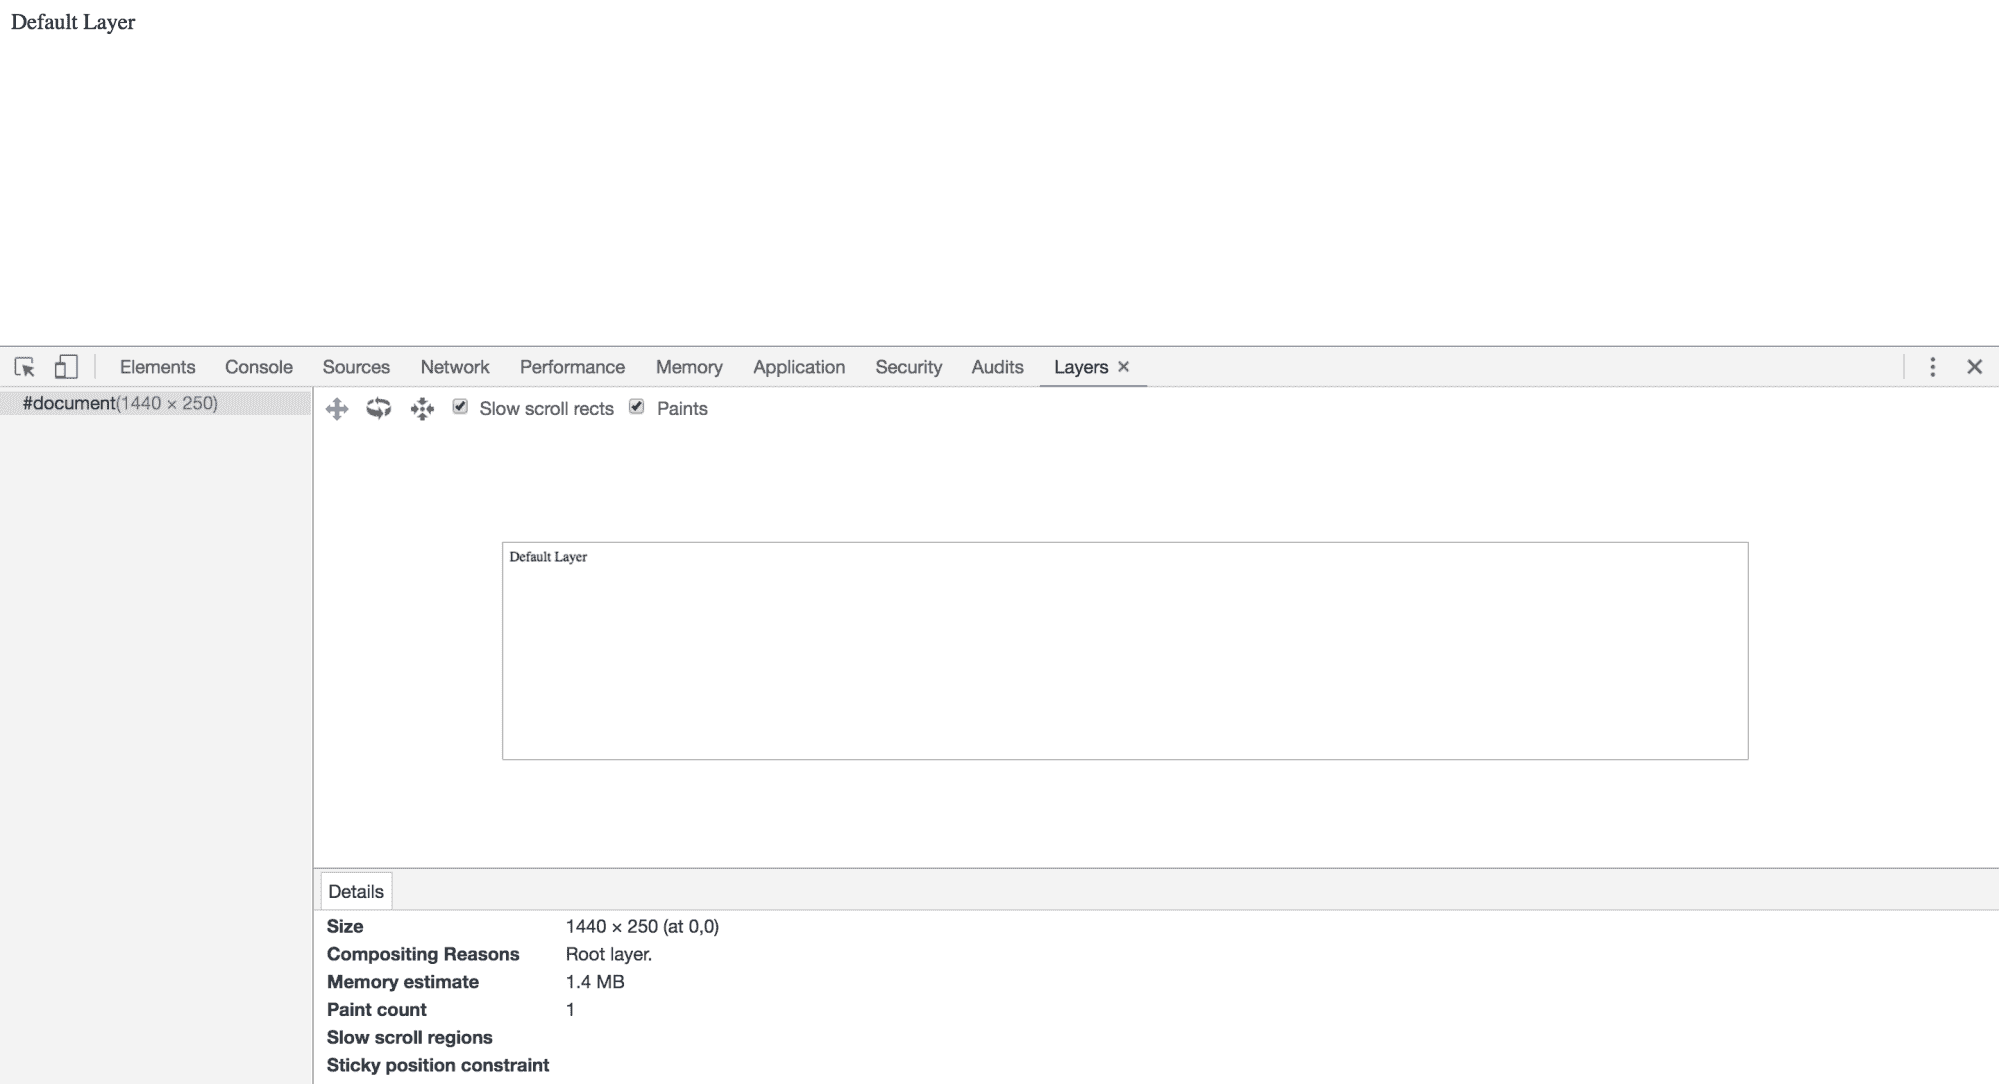 Default Layer
Elements Console Sources Network Performance Memory Application Security Audits Layers
#document(1440 × 250)
Slow scroll rects Paints
Default Layer
Details
Size 1440 × 250 (at 0,0)
Compositing Reasons Root layer.
Memory estimate 1.4 MB
Paint count 1
Slow scroll regions
Sticky position constraint